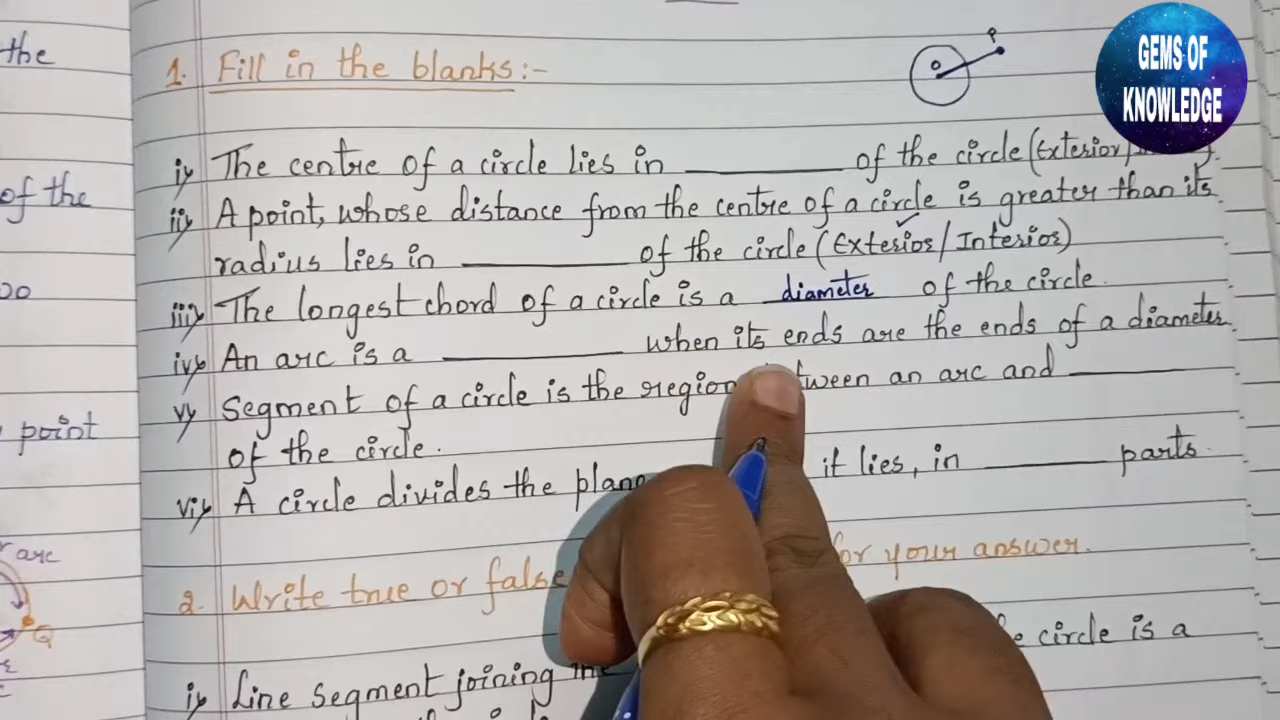 the
of the
point
arc
Q
GEMS OF
KNOWLEDGE
O P
1. Fill in the blanks:-
i) The centre of a circle lies in ________ of the circle (Exterior/
ii) A point, whose distance from the centre of a circle is greater than its
radius lies in ________ of the circle (Exterior/Interior)
iii) The longest chord of a circle is a diameter of the circle.
iv) An arc is a ________ when its ends are the ends of a diameter.
v) Segment of a circle is the region between an arc and ________
of the circle.
vi) A circle divides the plane it lies, in ________ parts.
2. Write true or false for your answer.
i) Line segment joining the circle is a